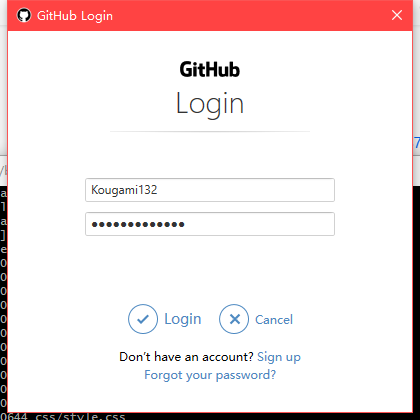 GitHub Login
GitHub
Login
Kougami132
●●●●●●●●●●●●●
Login
Cancel
Don't have an account? Sign up
Forgot your password?
0644 css/style.css